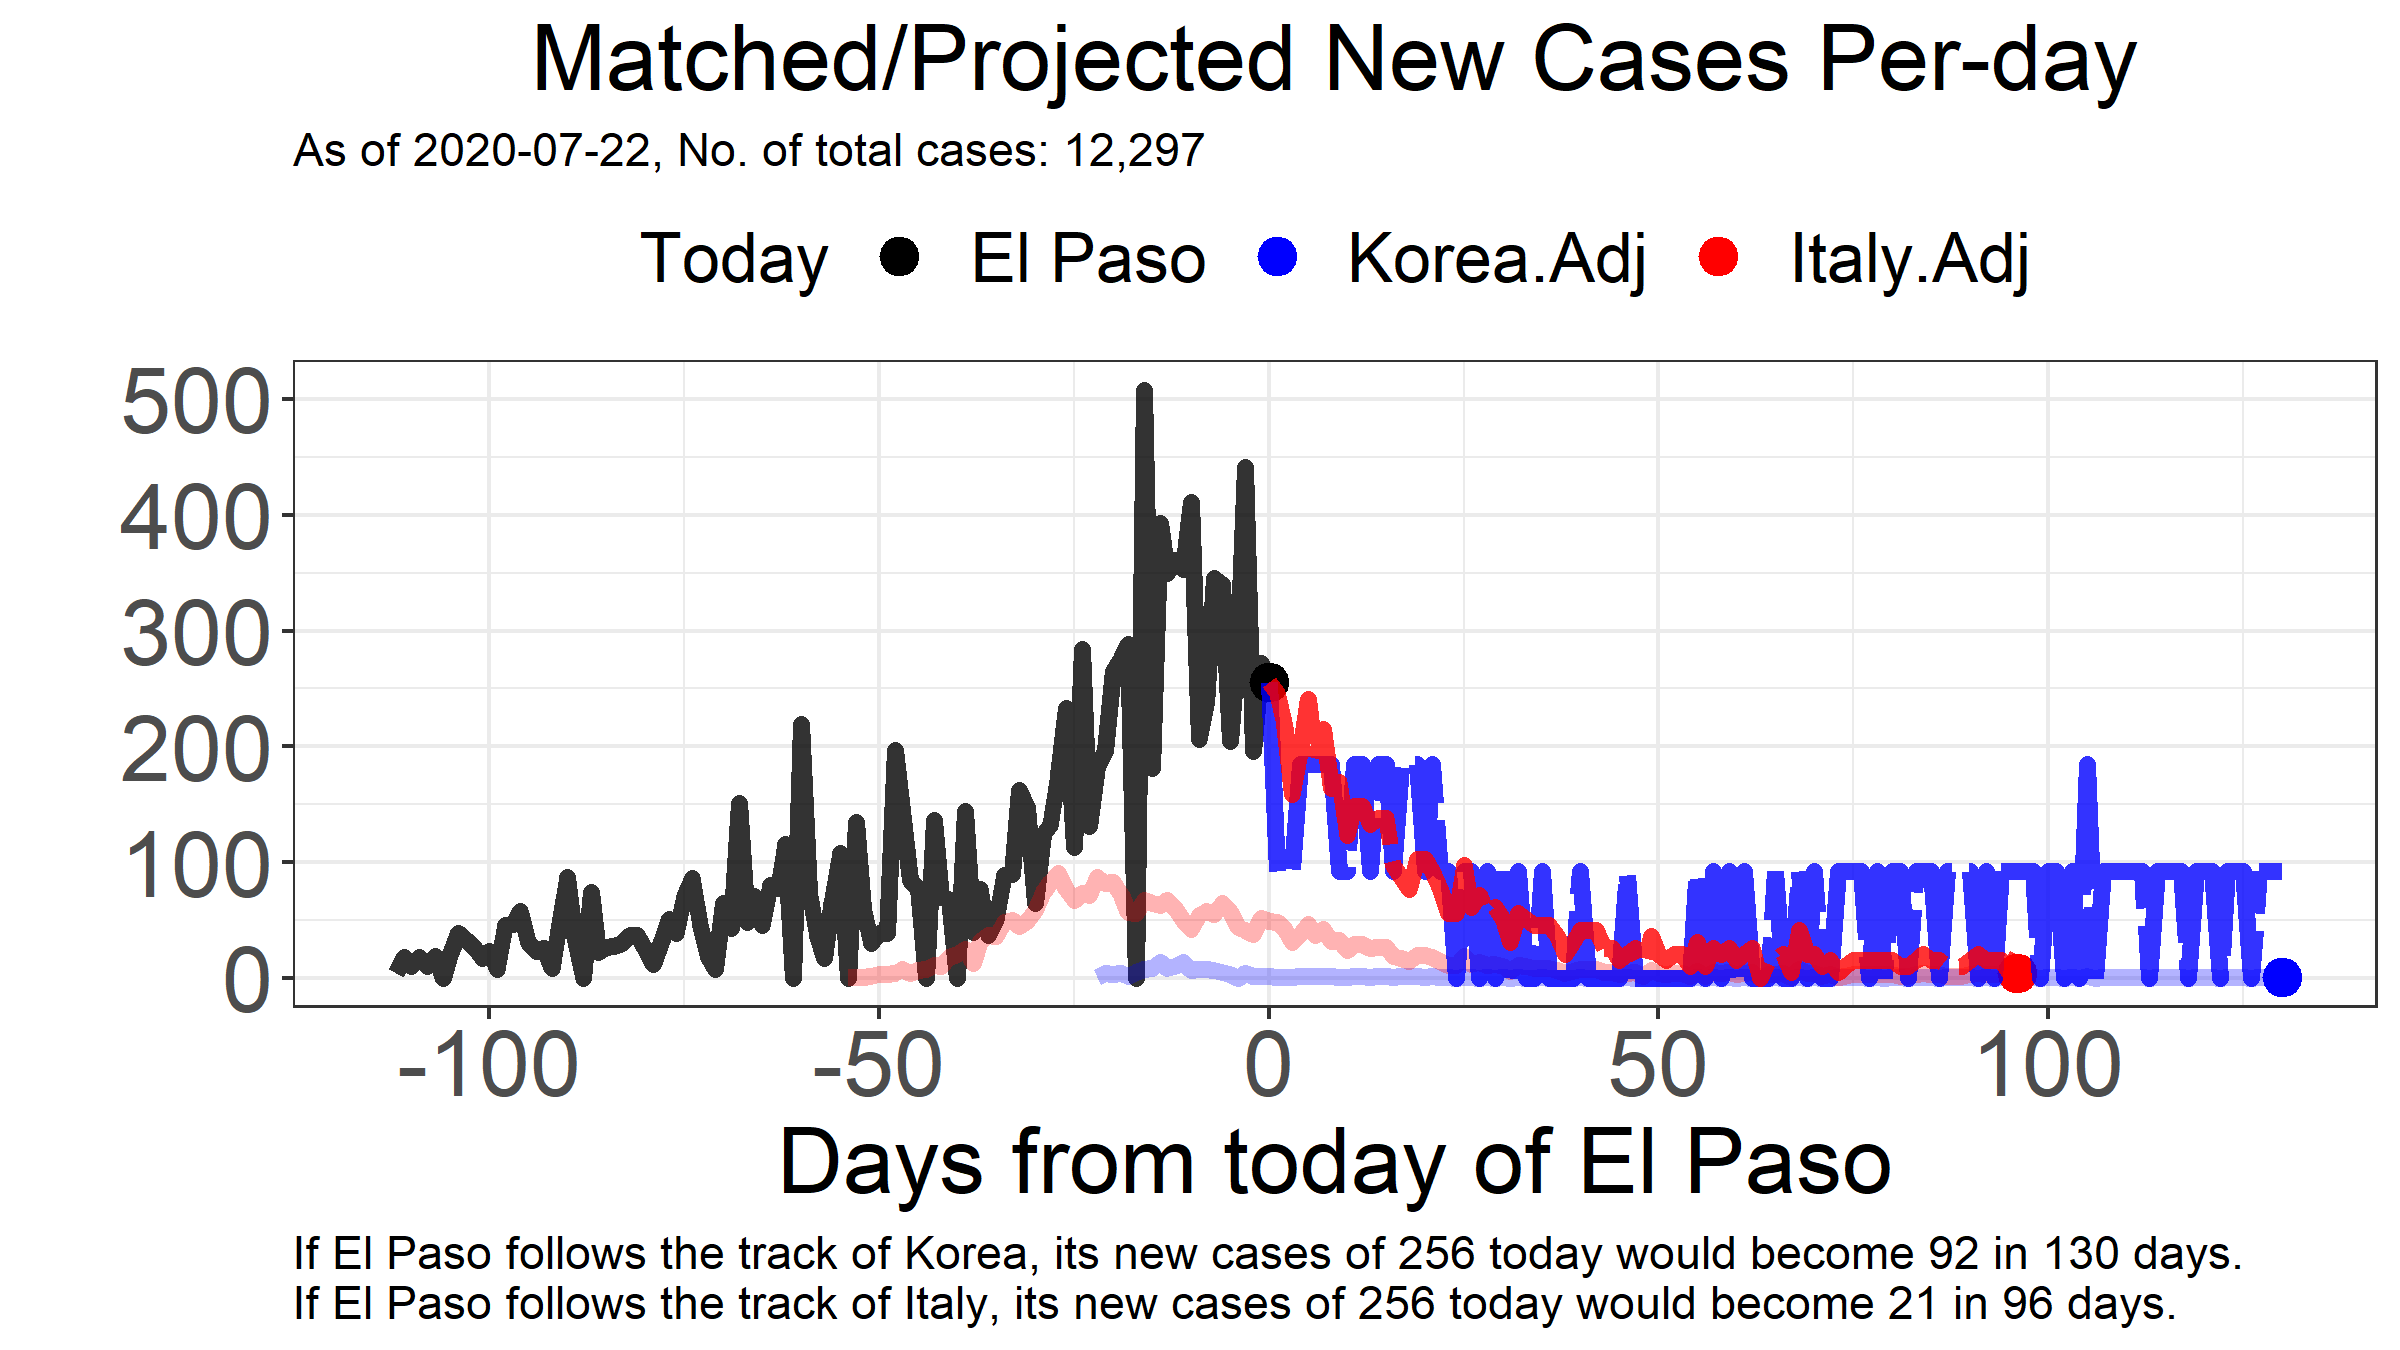 Matched/Projected New Cases Per-day
As of 2020-07-22, No. of total cases: 12,297
Today El Paso Korea.Adj Italy.Adj
500
400
300
200
100
0
-100 -50 0 50 100
Days from today of El Paso
If El Paso follows the track of Korea, its new cases of 256 today would become 92 in 130 days.
If El Paso follows the track of Italy, its new cases of 256 today would become 21 in 96 days.